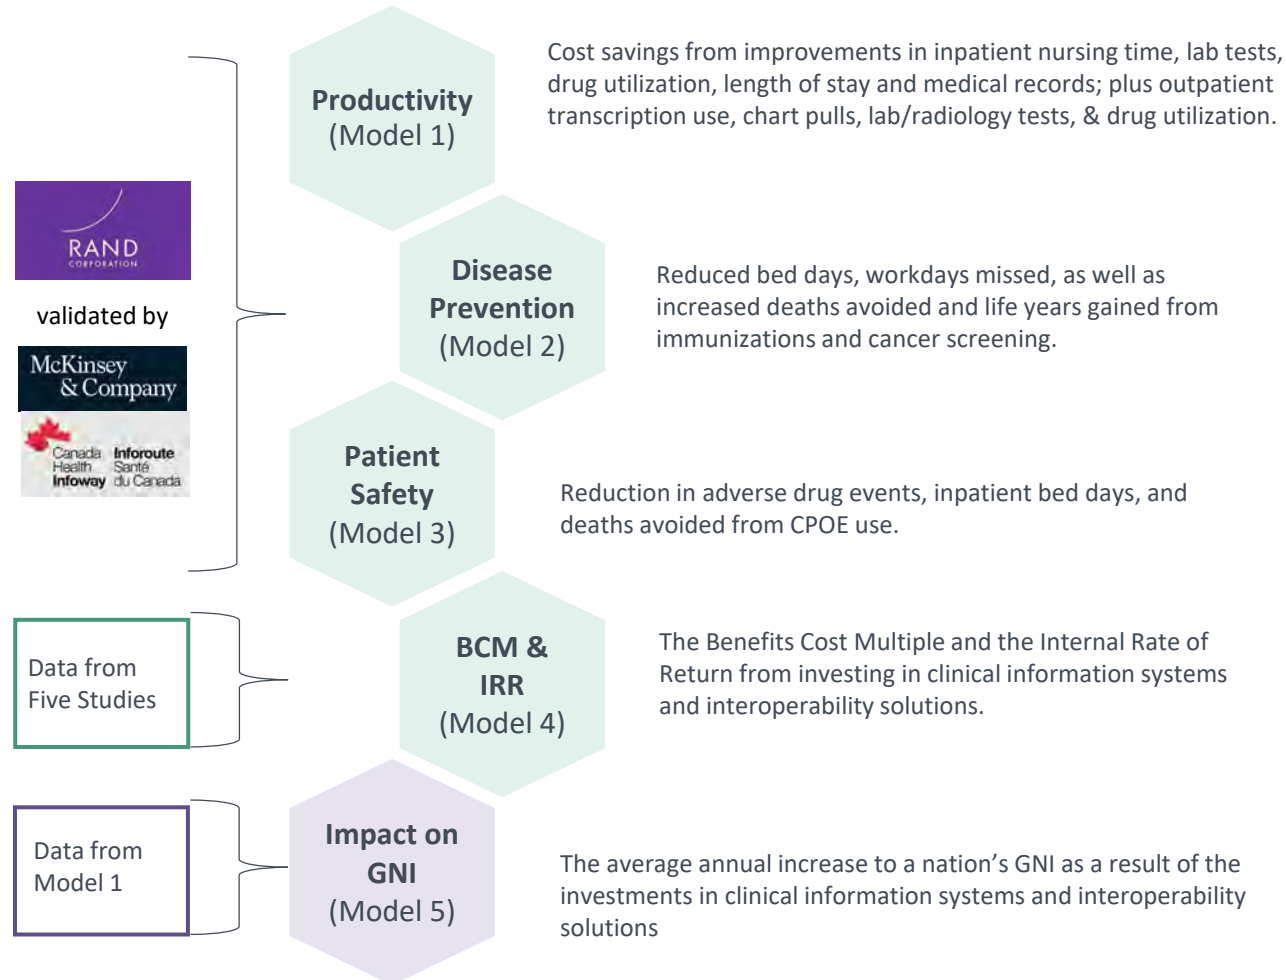 Productivity
(Model 1)
Cost savings from improvements in inpatient nursing time, lab tests,
drug utilization, length of stay and medical records; plus outpatient
transcription use, chart pulls, lab/radiology tests, & drug utilization.
RAND
CORPORATION
validated by
McKinsey
& Company
Canada Inforoute
Health Santé
Infoway du Canada
Disease
Prevention
(Model 2)
Reduced bed days, workdays missed, as well as
increased deaths avoided and life years gained from
immunizations and cancer screening.
Patient
Safety
(Model 3)
Reduction in adverse drug events, inpatient bed days, and
deaths avoided from CPOE use.
Data from
Five Studies
BCM &
IRR
(Model 4)
The Benefits Cost Multiple and the Internal Rate of
Return from investing in clinical information systems
and interoperability solutions.
Data from
Model 1
Impact on
GNI
(Model 5)
The average annual increase to a nation’s GNI as a result of the
investments in clinical information systems and interoperability
solutions